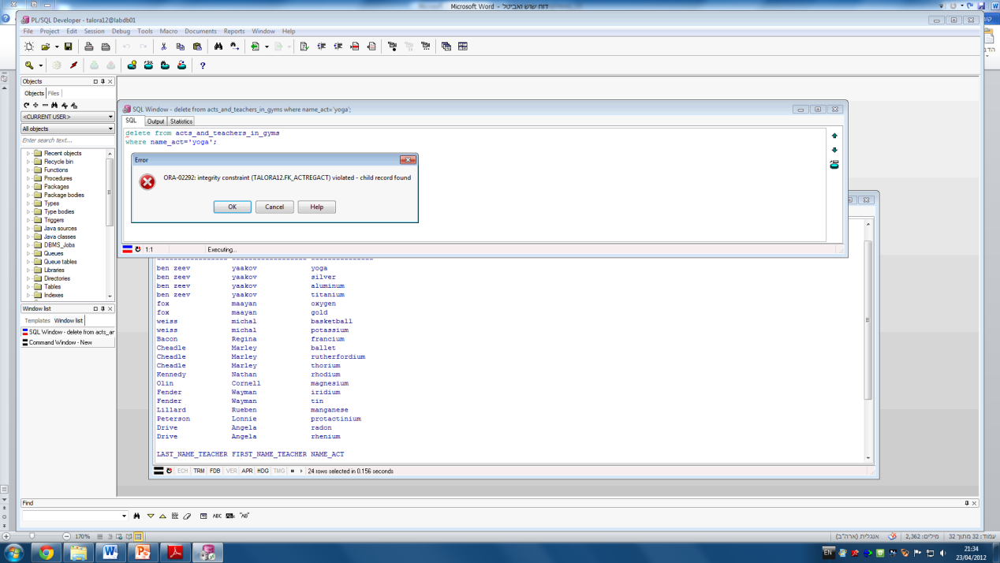 דוח שוש ואביטל - Microsoft Word
PL/SQL Developer - talora12@labdb01
File Project Edit Session Debug Tools Macro Documents Reports Window Help
Objects
Objects Files
<CURRENT USER>
All objects
Enter search text...
Recent objects
Recycle bin
Functions
Procedures
Packages
Package bodies
Types
Type bodies
Triggers
Java sources
Java classes
DBMS_Jobs
Queues
Queue tables
Libraries
Directories
Tables
Indexes
Window list
Templates Window list
SQL Window - delete from acts_ar
Command Window - New
SQL Window - delete from acts_and_teachers_in_gyms where name_act='yoga';
SQL Output Statistics
delete from acts_and_teachers_in_gyms
where name_act='yoga';
Error
ORA-02292: integrity constraint (TALORA12.FK_ACTREGACT) violated - child record found
OK Cancel Help
1:1 Executing...
ben zeev yaakov yoga
ben zeev yaakov silver
ben zeev yaakov aluminum
ben zeev yaakov titanium
fox maayan oxygen
fox maayan gold
weiss michal basketball
weiss michal potassium
Bacon Regina francium
Cheadle Marley ballet
Cheadle Marley rutherfordium
Cheadle Marley thorium
Kennedy Nathan rhodium
Olin Cornell magnesium
Fender Wayman iridium
Fender Wayman tin
Lillard Rueben manganese
Peterson Lonnie protactinium
Drive Angela radon
Drive Angela rhenium
LAST_NAME_TEACHER FIRST_NAME_TEACHER NAME_ACT
ECH TRM FDB VER APR HDG TMG 24 rows selected in 0.156 seconds
Find
ABC "AB"
עמוד: 32 מתוך 32 מילים: 2,362 אנגלית (ארה"ב) 170%
EN 21:34
23/04/2012